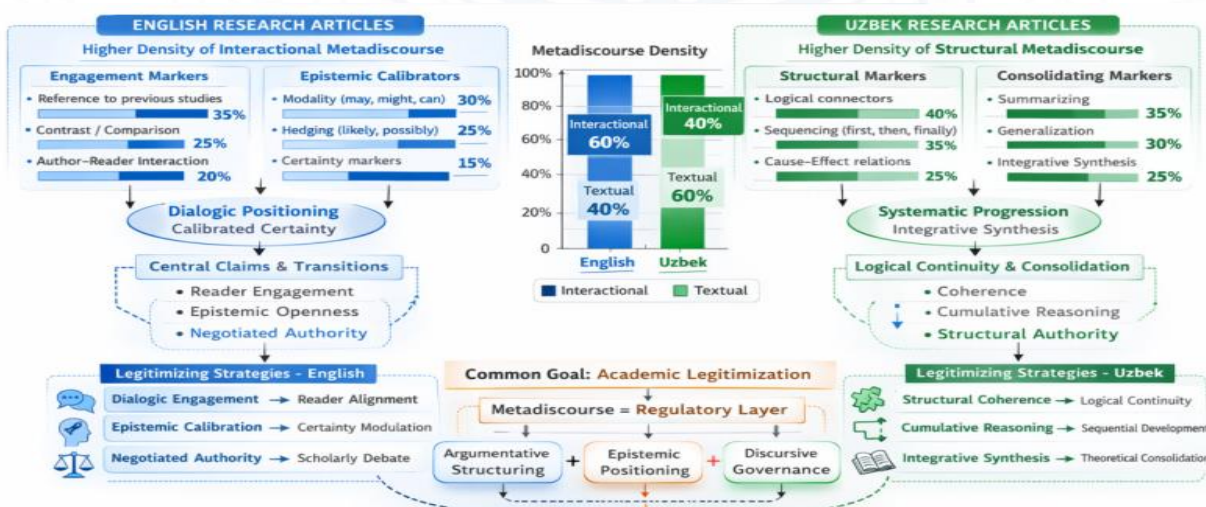 ENGLISH RESEARCH ARTICLES
Higher Density of Interactional Metadiscourse
Engagement Markers
• Reference to previous studies
35%
• Contrast / Comparison
25%
• Author–Reader Interaction
20%
Epistemic Calibrators
• Modality (may, might, can) 30%
• Hedging (likely, possibly) 25%
• Certainty markers 15%
Dialogic Positioning
Calibrated Certainty
Central Claims & Transitions
• Reader Engagement
• Epistemic Openness
• Negotiated Authority
Legitimizing Strategies - English
Dialogic Engagement → Reader Alignment
Epistemic Calibration → Certainty Modulation
Negotiated Authority → Scholarly Debate
Metadiscourse Density
100%
80%
60%
40%
20%
0
Interactional
60%
Textual
40%
Interactional
40%
Textual
60%
English
Uzbek
Interactional
Textual
Common Goal: Academic Legitimization
Metadiscourse = Regulatory Layer
Argumentative
Structuring
+
Epistemic
Positioning
+
Discursive
Governance
UZBEK RESEARCH ARTICLES
Higher Density of Structural Metadiscourse
Structural Markers
• Logical connectors
40%
• Sequencing (first, then, finally)
35%
• Cause–Effect relations
25%
Consolidating Markers
• Summarizing
35%
• Generalization
30%
• Integrative Synthesis
25%
Systematic Progression
Integrative Synthesis
Logical Continuity & Consolidation
• Coherence
• Cumulative Reasoning
• Structural Authority
Legitimizing Strategies - Uzbek
Structural Coherence → Logical Continuity
Cumulative Reasoning → Sequential Development
Integrative Synthesis → Theoretical Consolidation